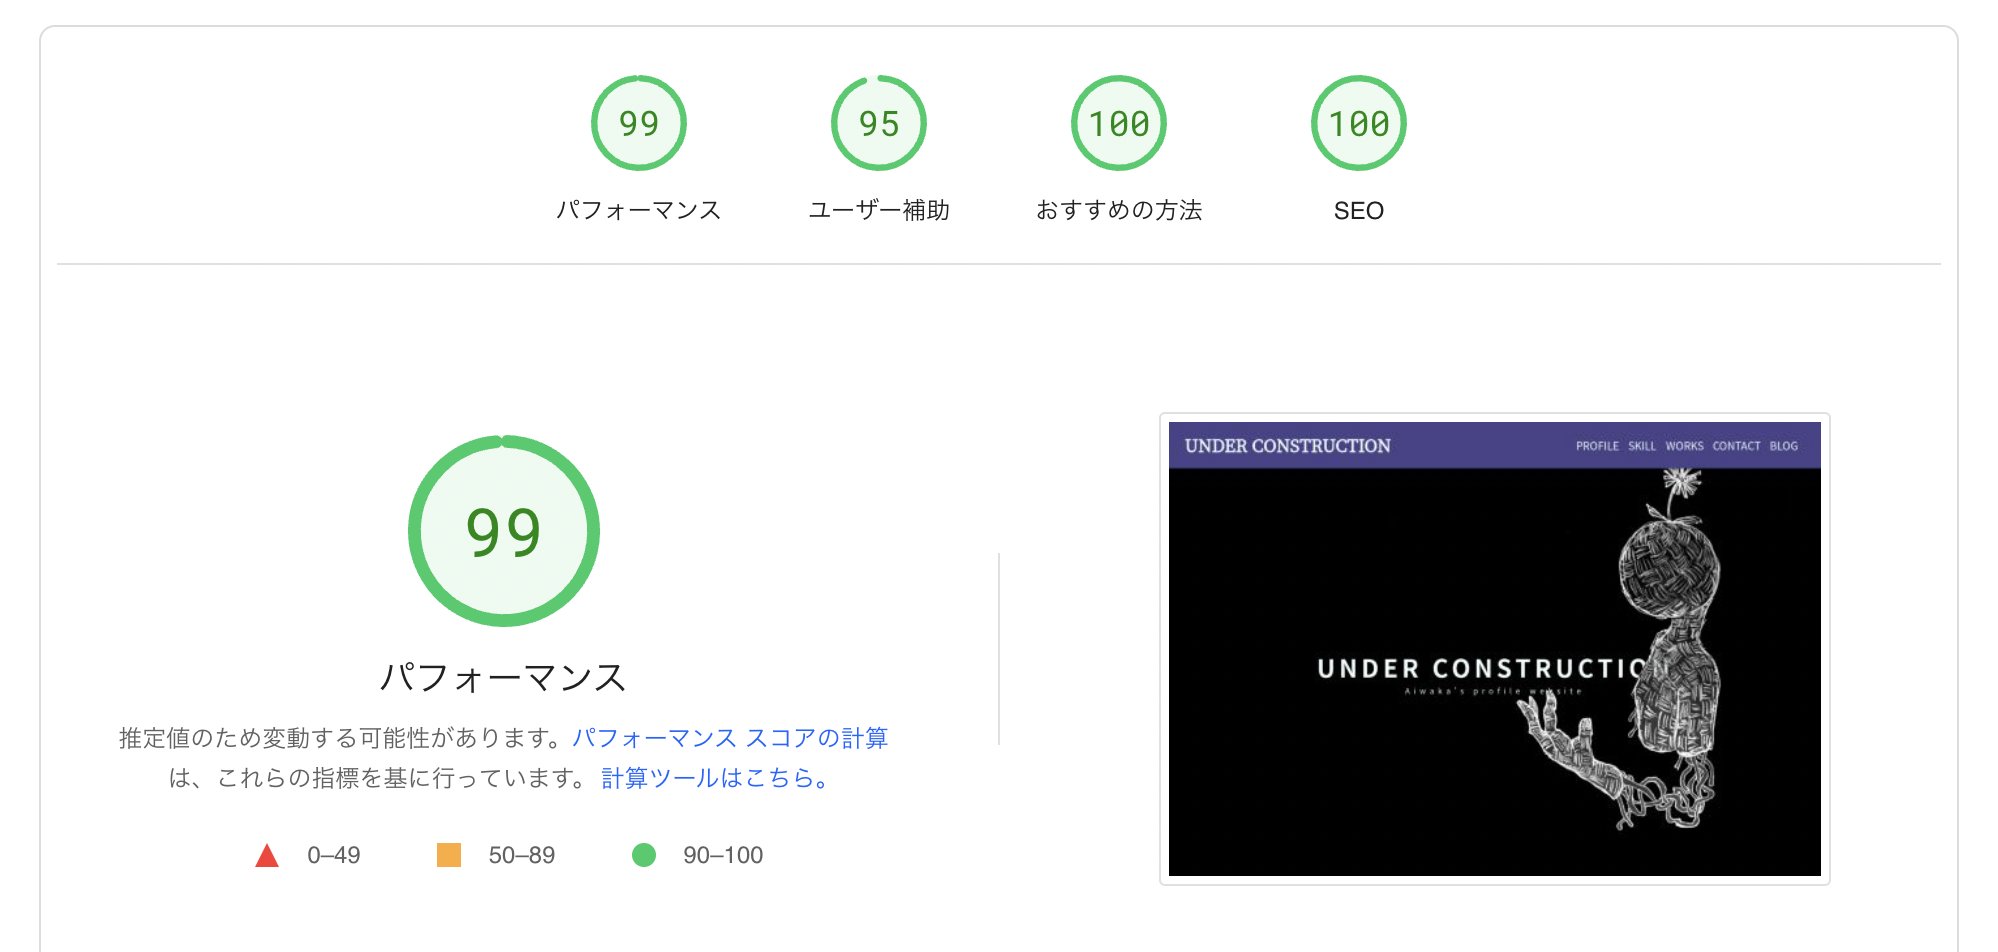 99
95
100
100
パフォーマンス
ユーザー補助
おすすめの方法
SEO
99
パフォーマンス
推定値のため変動する可能性があります。パフォーマンス スコアの計算
は、これらの指標を基に行っています。 計算ツールはこちら。
0–49
50–89
90–100
UNDER CONSTRUCTION
PROFILE SKILL WORKS CONTACT BLOG
UNDER CONSTRUCTIO
Aiwaka's profile website